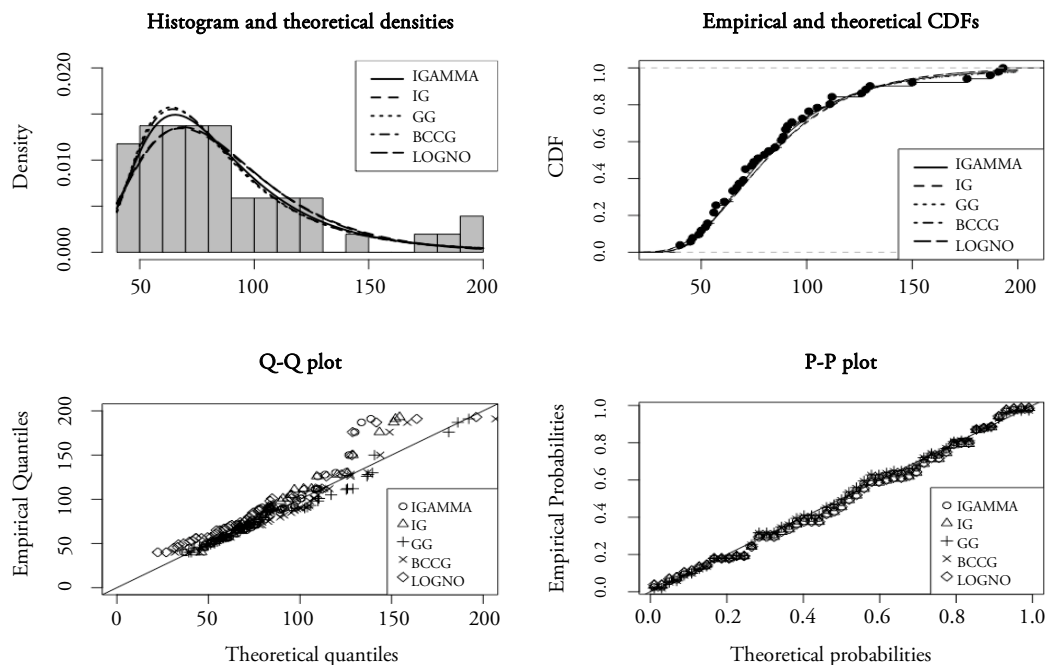 Histogram and theoretical densities
Density
0.000
0.010
0.020
50
100
150
200
IGAMMA
IG
GG
BCCG
LOGNO
Empirical and theoretical CDFs
CDF
0.0
0.2
0.4
0.6
0.8
1.0
50
100
150
200
IGAMMA
IG
GG
BCCG
LOGNO
Q-Q plot
Empirical Quantiles
0
50
100
150
200
0
50
100
150
200
Theoretical quantiles
IGAMMA
IG
GG
BCCG
LOGNO
P-P plot
Empirical Probabilities
0.0
0.2
0.4
0.6
0.8
1.0
0.0
0.2
0.4
0.6
0.8
1.0
Theoretical probabilities
IGAMMA
IG
GG
BCCG
LOGNO